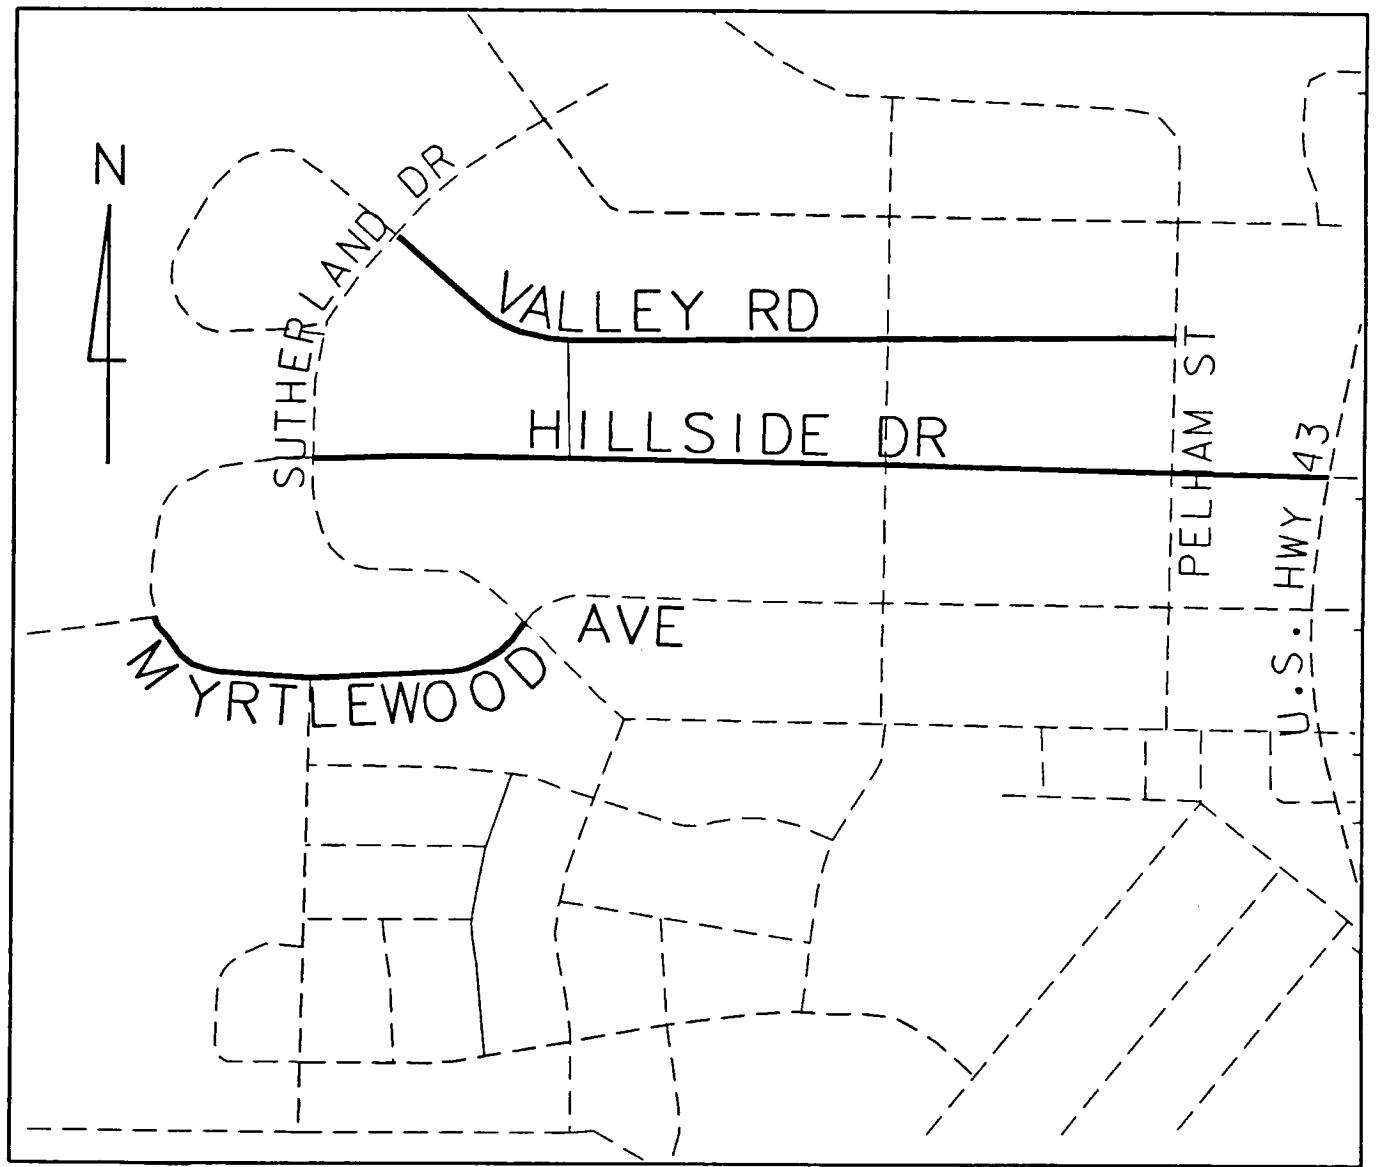 N
SUTHERLAND DR
VALLEY RD
HILLSIDE DR
PELHAM ST
U.S. HWY 43
MYRTLEWOOD AVE